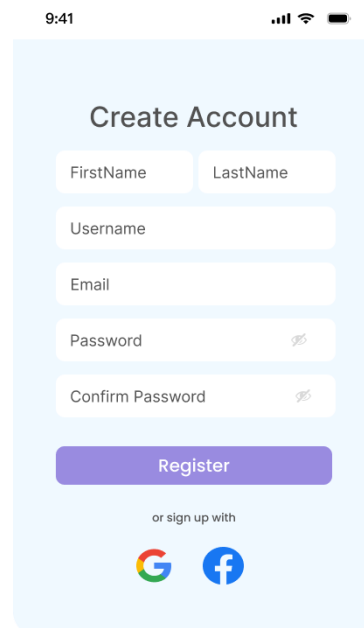 9:41
Create Account
FirstName LastName
Username
Email
Password
Confirm Password
Register
or sign up with